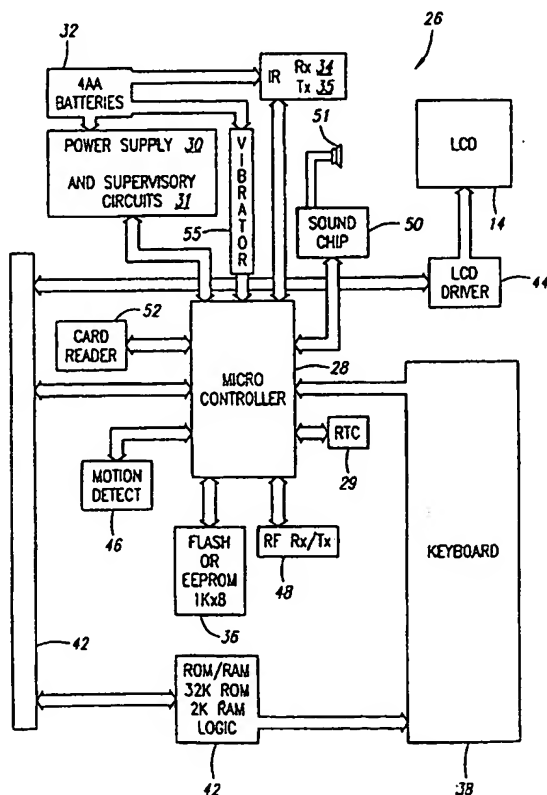 32
26
4AA
BATTERIES
IR Rx 34
Tx 35
51
POWER SUPPLY 30
AND SUPERVISORY
CIRCUITS 31
VIBRATOR
55
LCD
14
SOUND
CHIP
50
LCD
DRIVER
44
52
CARD
READER
MICRO
CONTROLLER
28
RTC
29
MOTION
DETECT
46
FLASH
OR
EEPROM
1Kx8
36
RF Rx/Tx
48
KEYBOARD
38
42
ROM/RAM
32K ROM
2K RAM
LOGIC
42